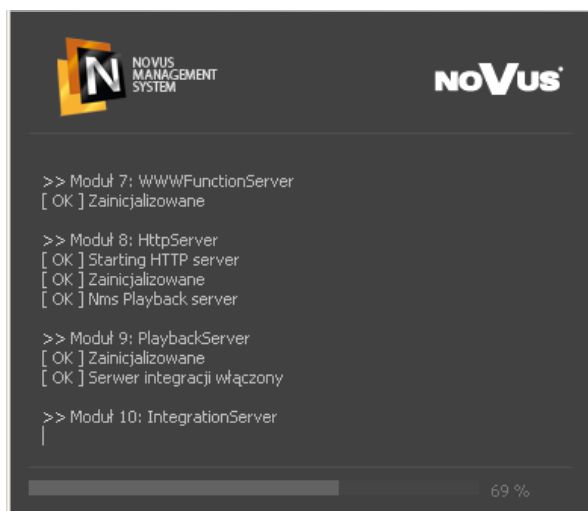 NOVUS
MANAGEMENT
SYSTEM
N
NOVUS
>> Moduł 7: WWWFunctionServer
[ OK ] Zainicjalizowane
>> Moduł 8: HttpServer
[ OK ] Starting HTTP server
[ OK ] Zainicjalizowane
[ OK ] Nms Playback server
>> Moduł 9: PlaybackServer
[ OK ] Zainicjalizowane
[ OK ] Serwer integracji włączony
>> Moduł 10: IntegrationServer
69 %